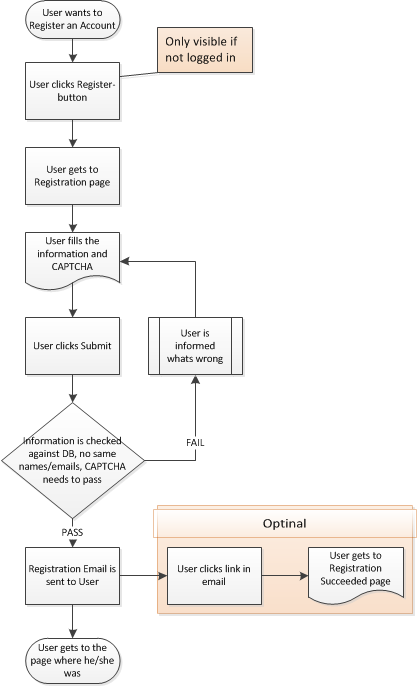 User wants to
Register an Account
Only visible if
not logged in
User clicks Register-
button
User gets to
Registration page
User fills the
information and
CAPTCHA
User clicks Submit
User is
informed
whats wrong
Information is checked
against DB, no same
names/emails, CAPTCHA
needs to pass
FAIL
PASS
Optinal
Registration Email is
sent to User
User clicks link in
email
User gets to
Registration
Succeeded page
User gets to the
page where he/she
was